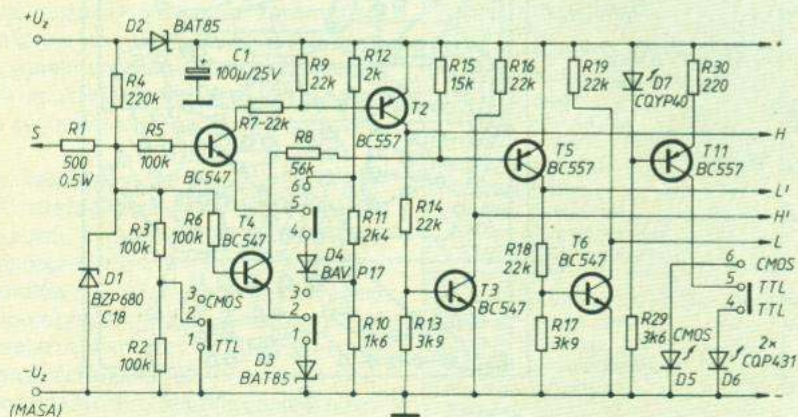 +Uz
D2
BAT85
C1
100µ/25V
R4
220k
S
R1
500
0,5W
R5
100k
BC547
R7-22k
R9
22k
R12
2k
T2
BC557
R15
15k
R16
22k
R19
22k
D7
CQYP40
R30
220
+
H
T11
BC557
L'
H'
L
R8
56k
T5
BC557
T4
BC547
R3
100k
R6
100k
6
5
4
R11
2k4
R14
22k
D4
BAVP17
D1
BZP680
C18
3
CMOS
2
1
TTL
R2
100k
3
2
1
D3
BAT85
R10
1k6
R13
3k9
T3
BC547
R18
22k
T6
BC547
R17
3k9
R29
3k6
6
CMOS
5
TTL
4
TTL
CMOS
D5
D6
2x
CQP431
-Uz
(MASA)
-